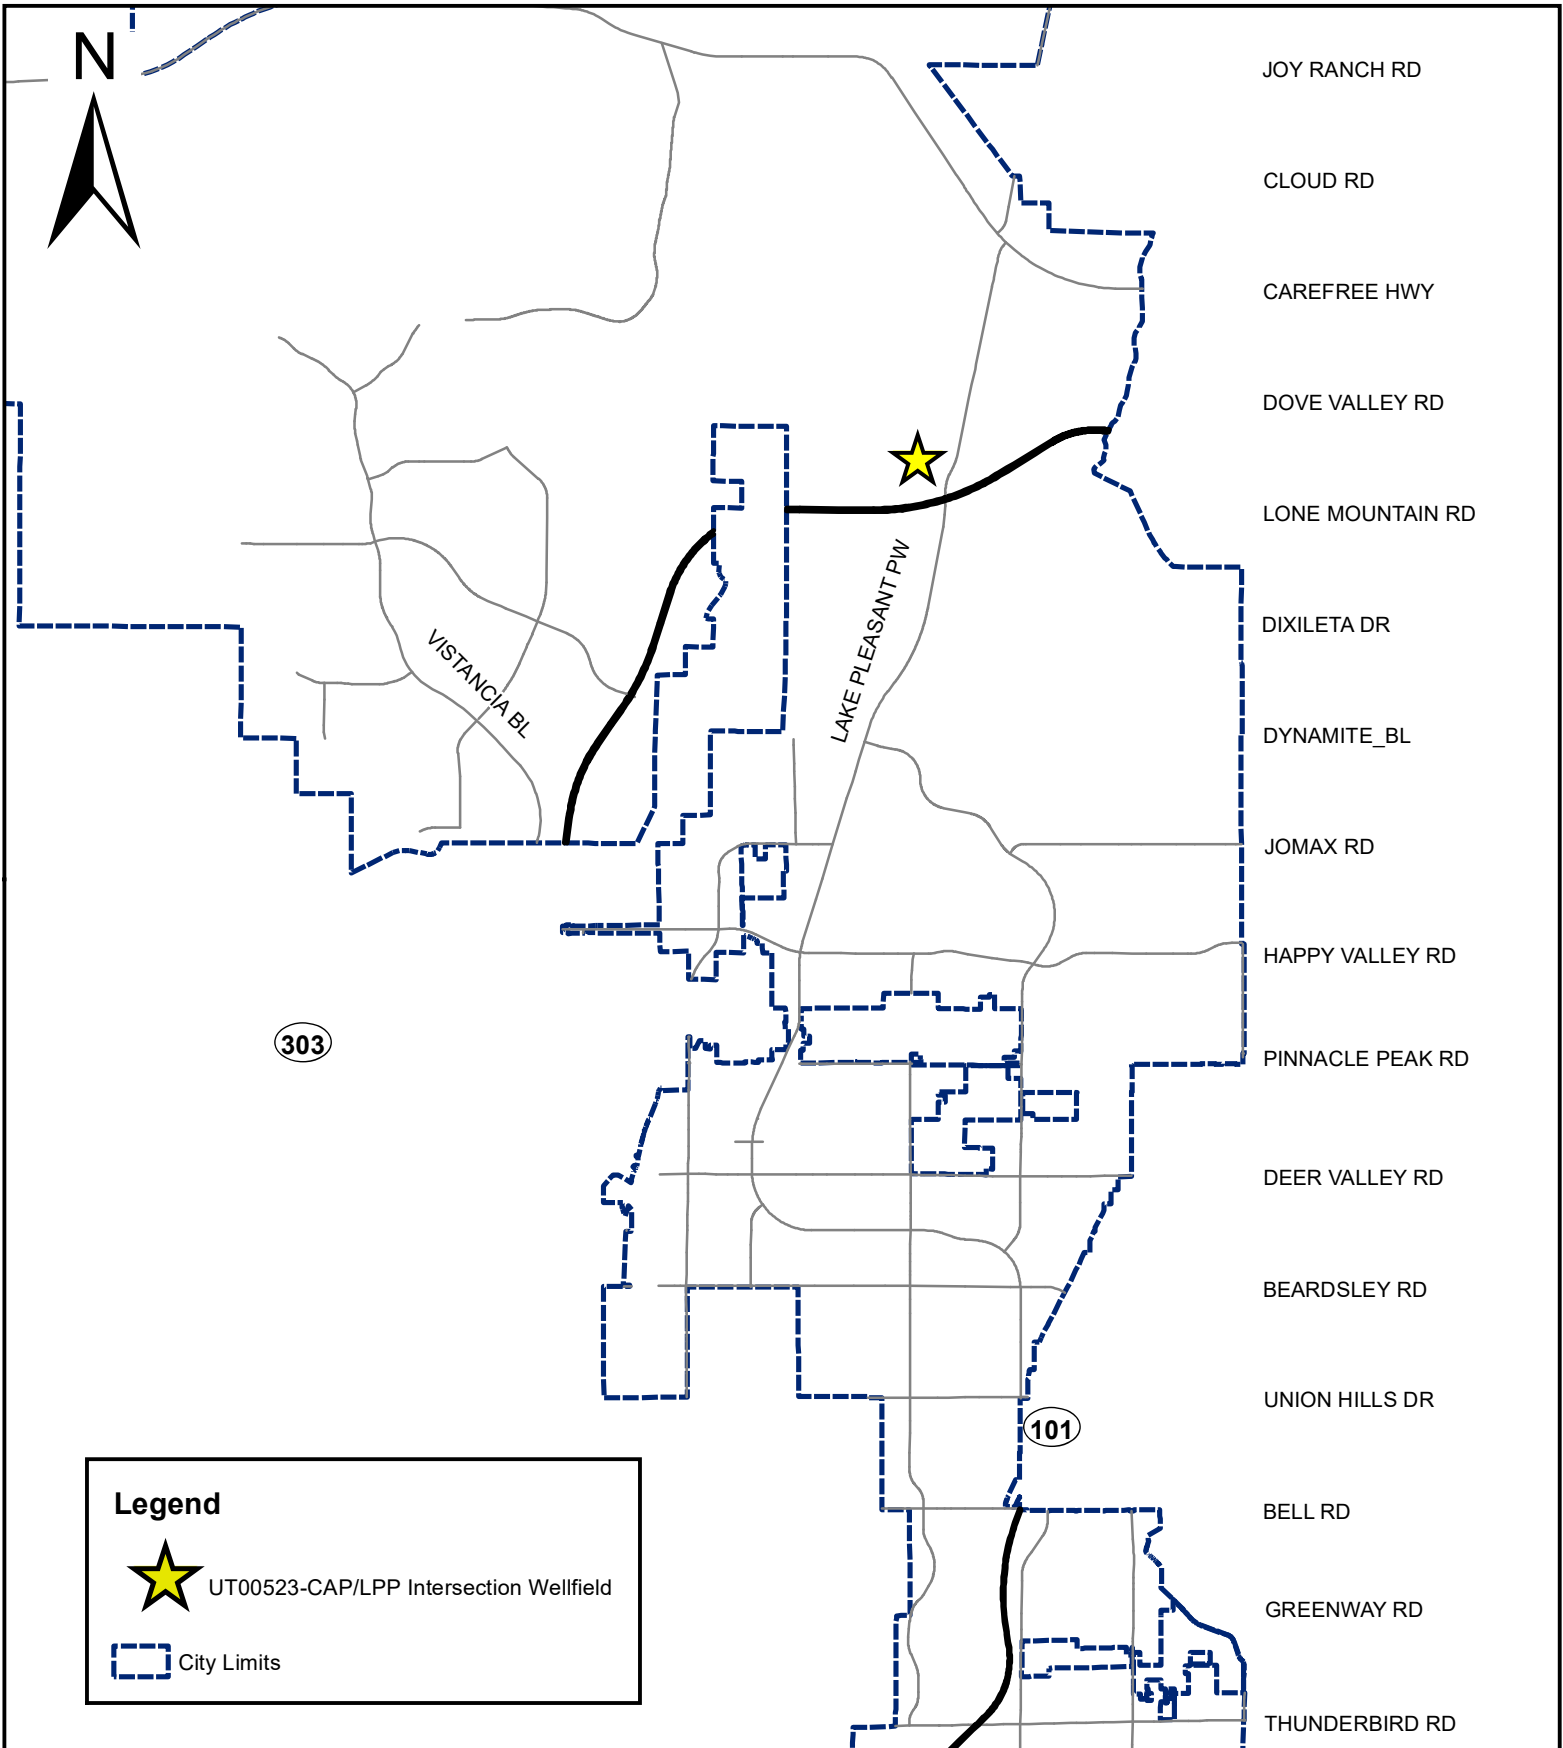 N
JOY RANCH RD
CLOUD RD
CAREFREE HWY
DOVE VALLEY RD
LONE MOUNTAIN RD
LAKE PLEASANT PW
DIXILETA DR
VISTANCIA BL
DYNAMITE_BL
JOMAX RD
HAPPY VALLEY RD
303
PINNACLE PEAK RD
DEER VALLEY RD
BEARDSLEY RD
UNION HILLS DR
101
Legend
BELL RD
UT00523-CAP/LPP Intersection Wellfield
GREENWAY RD
City Limits
THUNDERBIRD RD